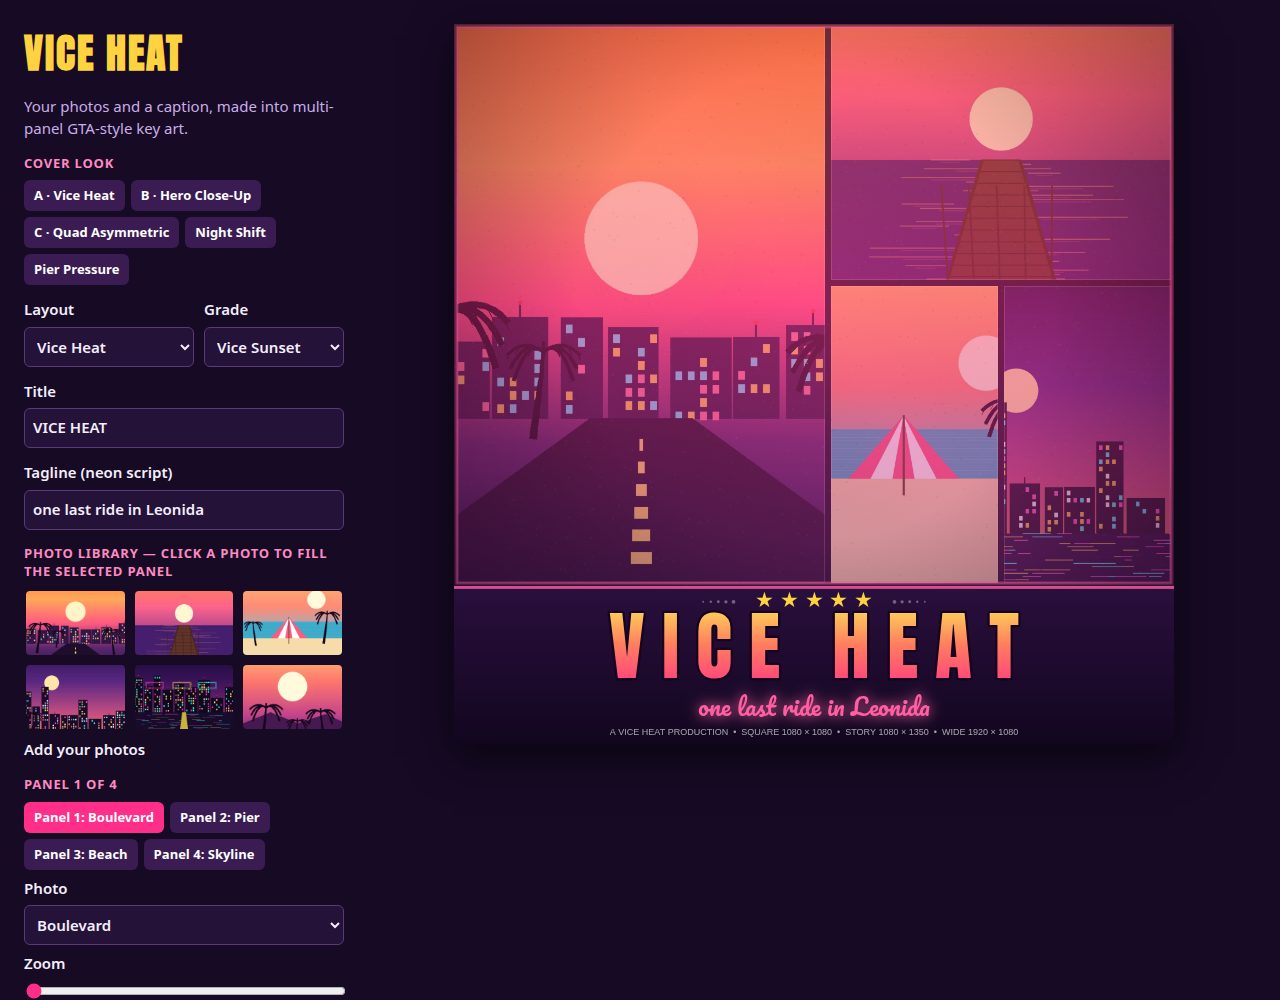 VICE HEAT
Your photos and a caption, made into multi-
panel GTA-style key art.
COVER LOOK
A · Vice Heat
B · Hero Close-Up
C · Quad Asymmetric
Night Shift
Pier Pressure
Layout
Grade
Vice Heat
Vice Sunset
Title
VICE HEAT
Tagline (neon script)
one last ride in Leonida
PHOTO LIBRARY — CLICK A PHOTO TO FILL
THE SELECTED PANEL
Add your photos
PANEL 1 OF 4
Panel 1: Boulevard
Panel 2: Pier
Panel 3: Beach
Panel 4: Skyline
Photo
Boulevard
Zoom
VICE HEAT
one last ride in Leonida
A VICE HEAT PRODUCTION • SQUARE 1080 × 1080 • STORY 1080 × 1350 • WIDE 1920 × 1080